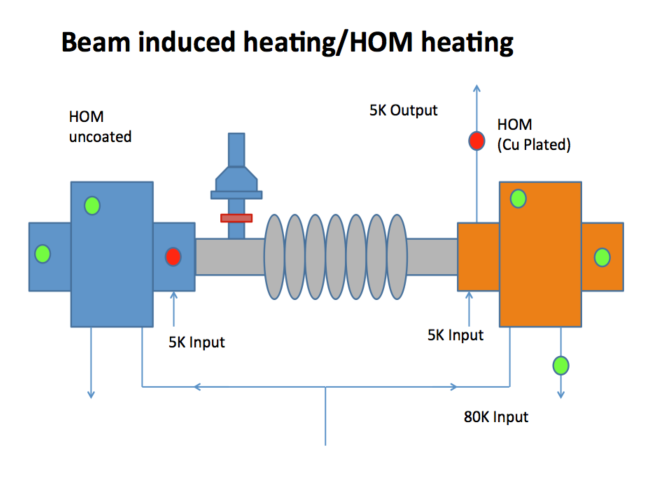 Beam induced heating/HOM heating
5K Output
HOM
uncoated
HOM
(Cu Plated)
5K Input
5K Input
80K Input